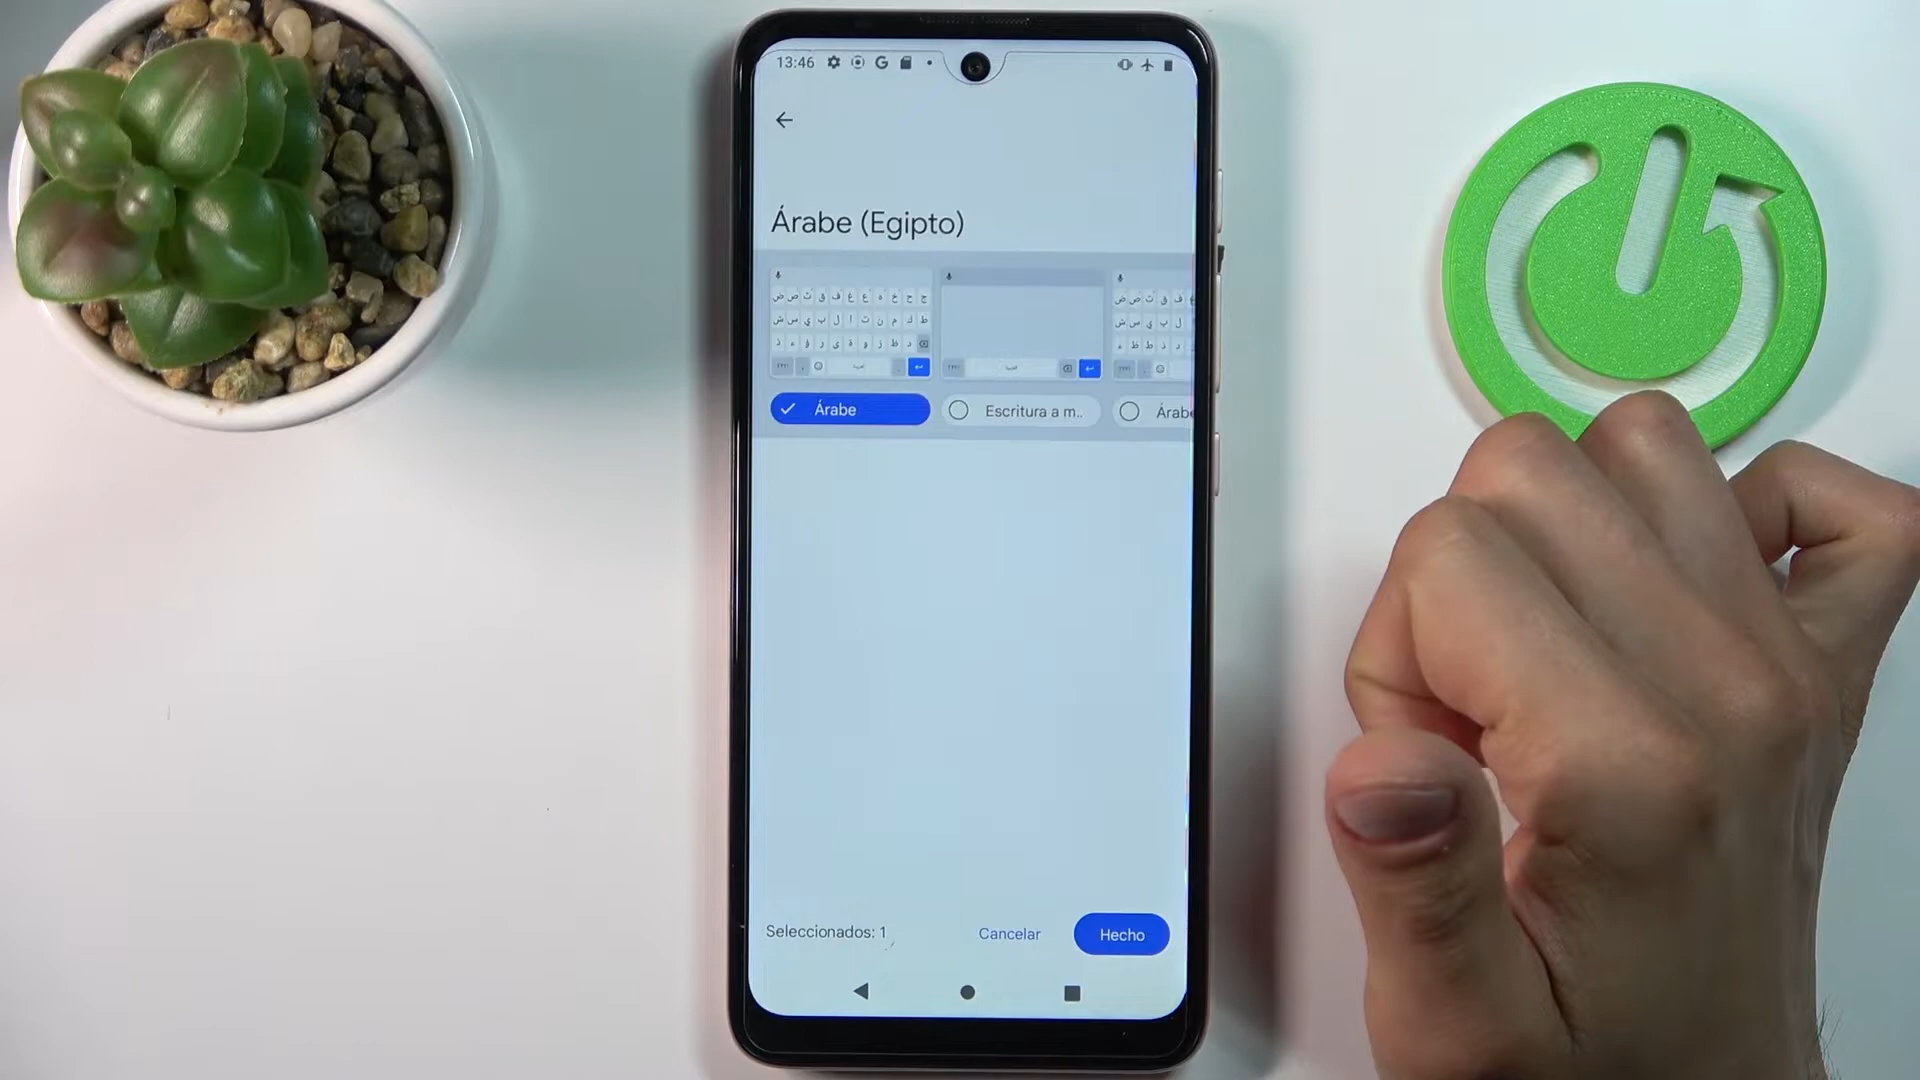 13:46
Árabe (Egipto)
ض ص ث ق ف غ ع ه خ ح ج
ش س ي ب ل ا ت ن م ك ط
Árabe
Escritura a m..
Árabe
Seleccionados: 1
Cancelar
Hecho